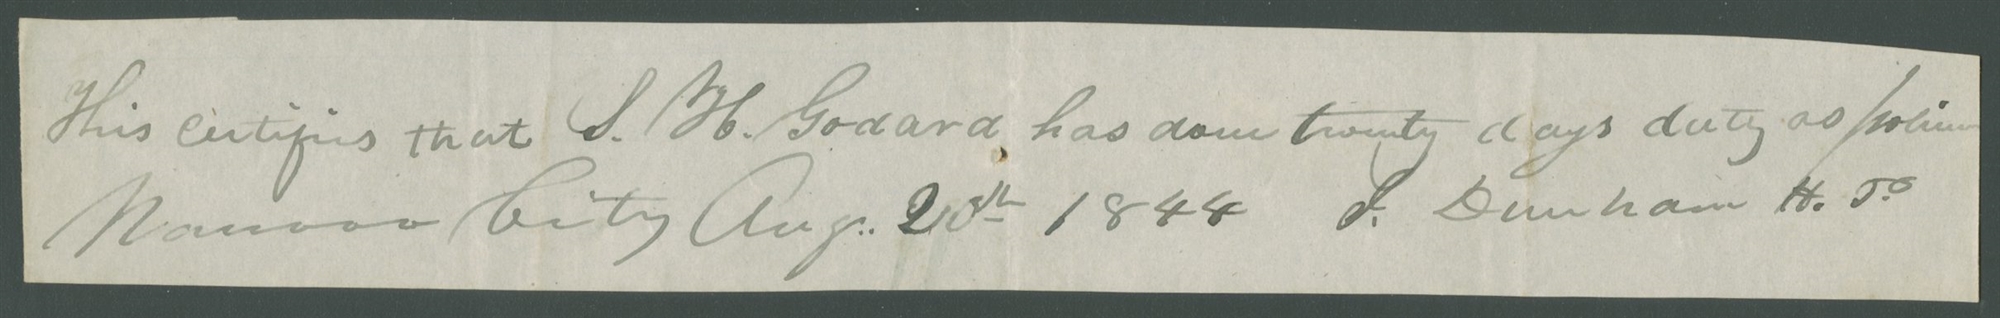 This certifies that S. H. Godard has done twenty days duty as police
Nauvoo City Aug. 20th 1844 J. Dunham H. P.